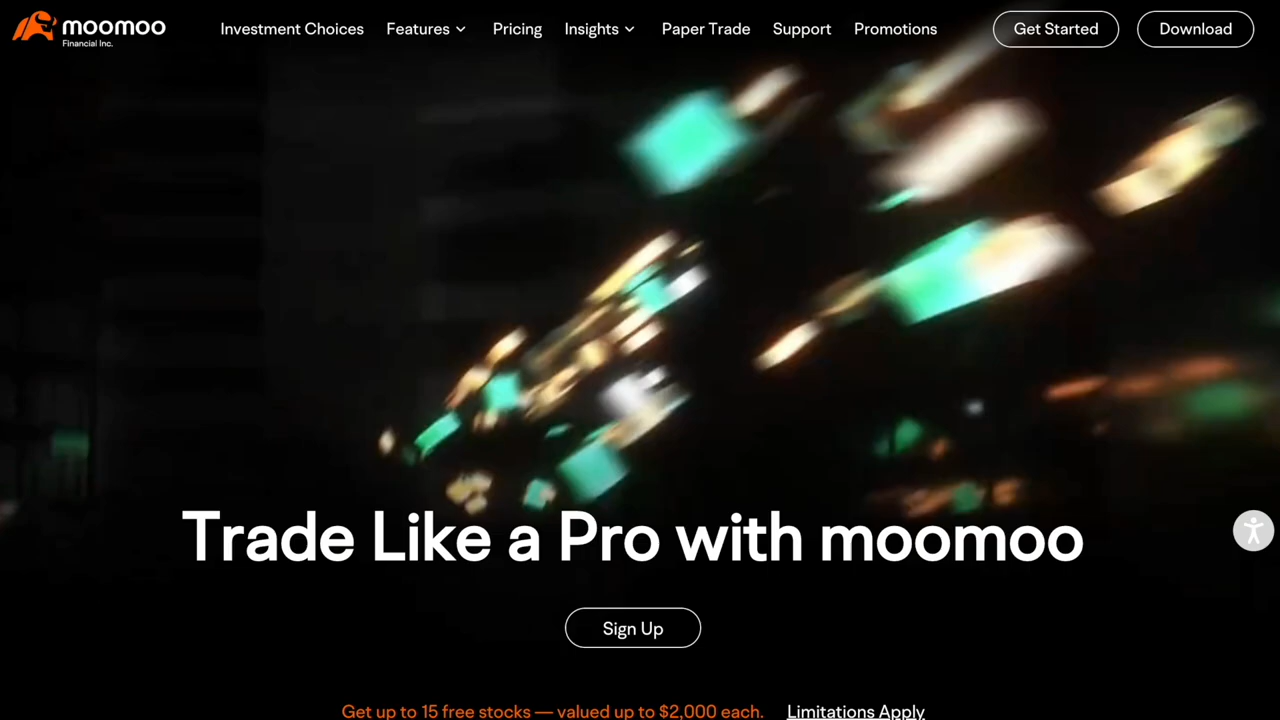 moomoo
Financial Inc.
Investment Choices Features Pricing Insights Paper Trade Support Promotions Get Started Download
Trade Like a Pro with moomoo
Sign Up
Get up to 15 free stocks — valued up to $2,000 each. Limitations Apply